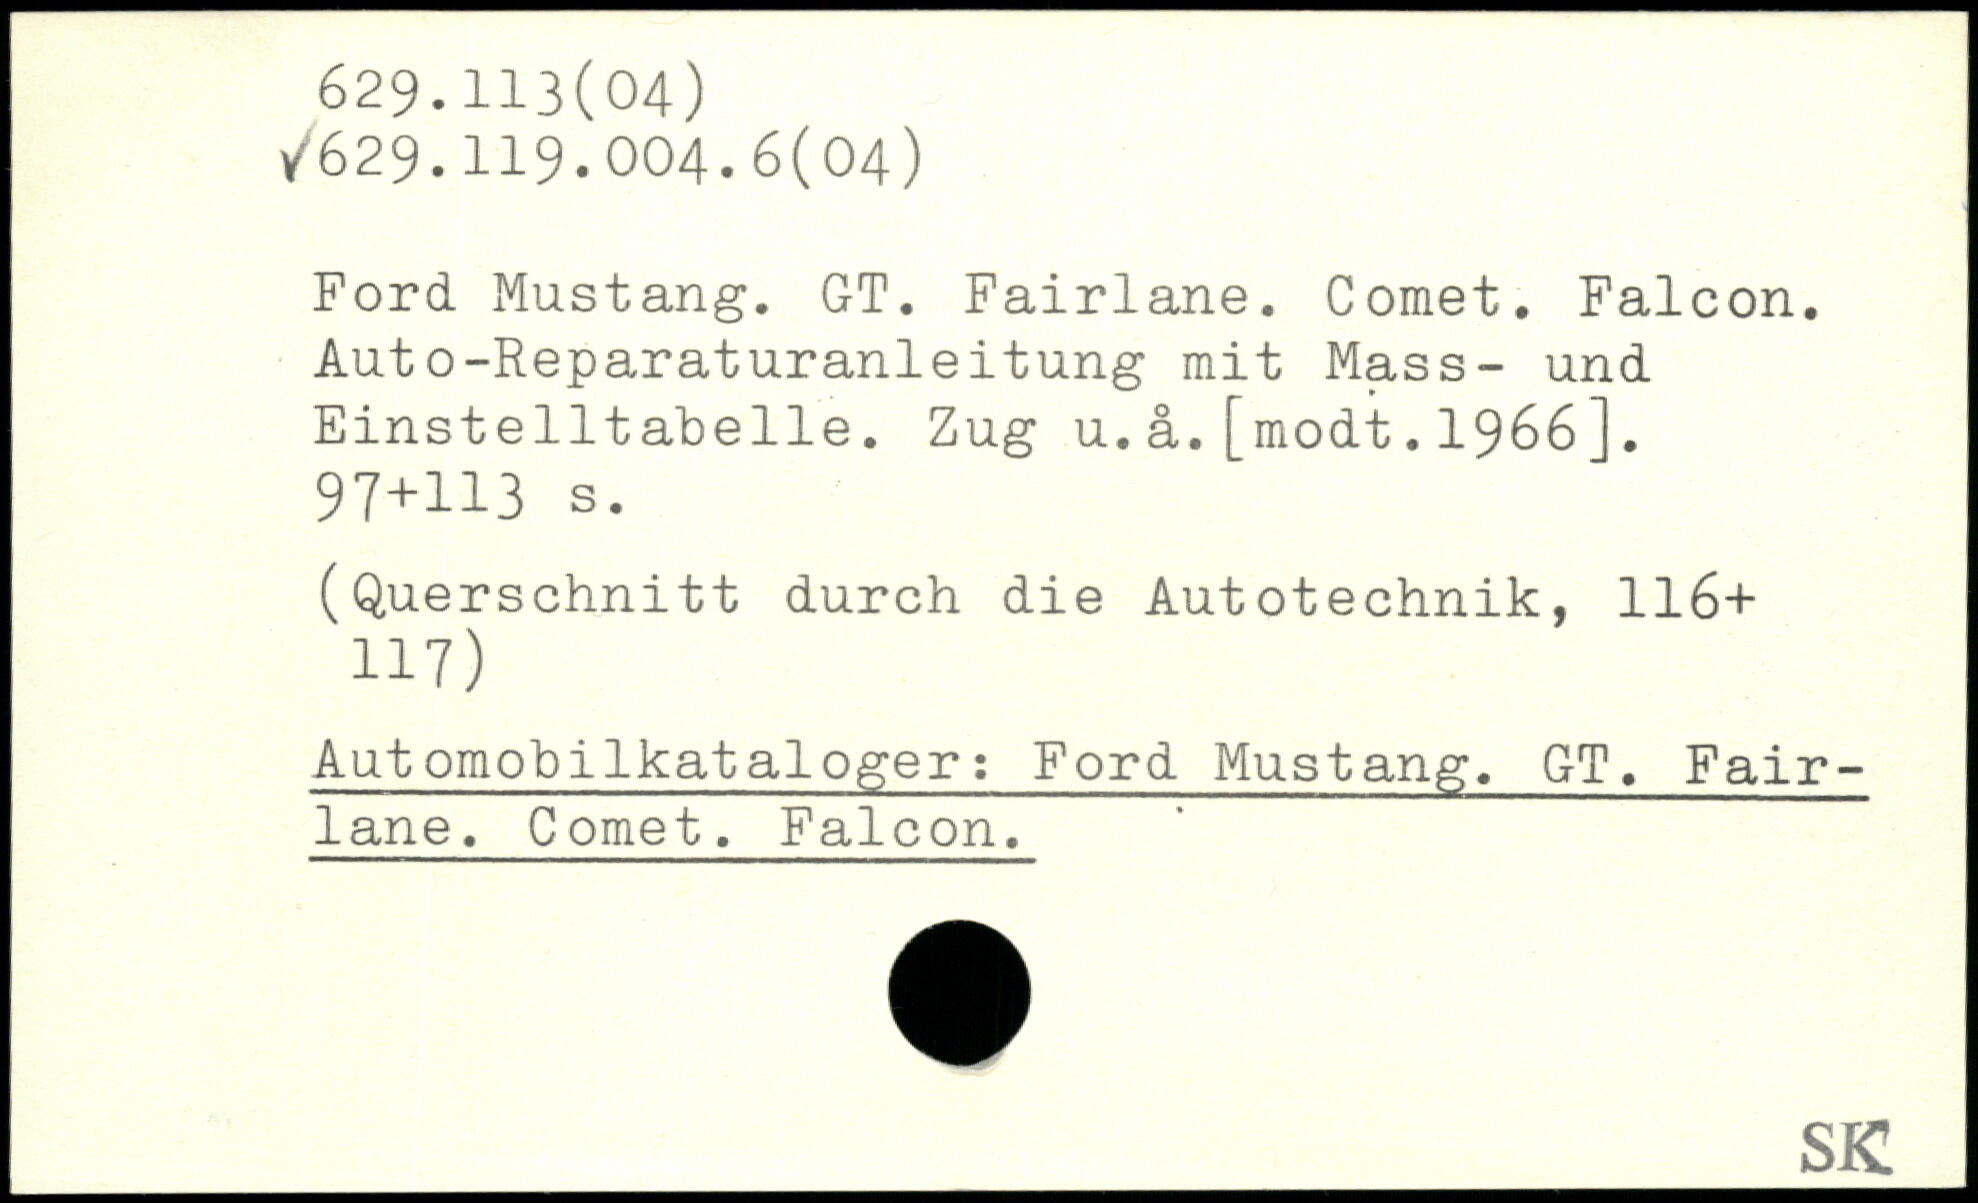 629.113(04)
✓629.119.004.6(04)
Ford Mustang. GT. Fairlane. Comet. Falcon.
Auto-Reparaturanleitung mit Mass- und
Einstelltabelle. Zug u.å.[modt.1966].
97+113 s.
(Querschnitt durch die Autotechnik, 116+
117)
Automobilkataloger: Ford Mustang. GT. Fair-
lane. Comet. Falcon.
SK